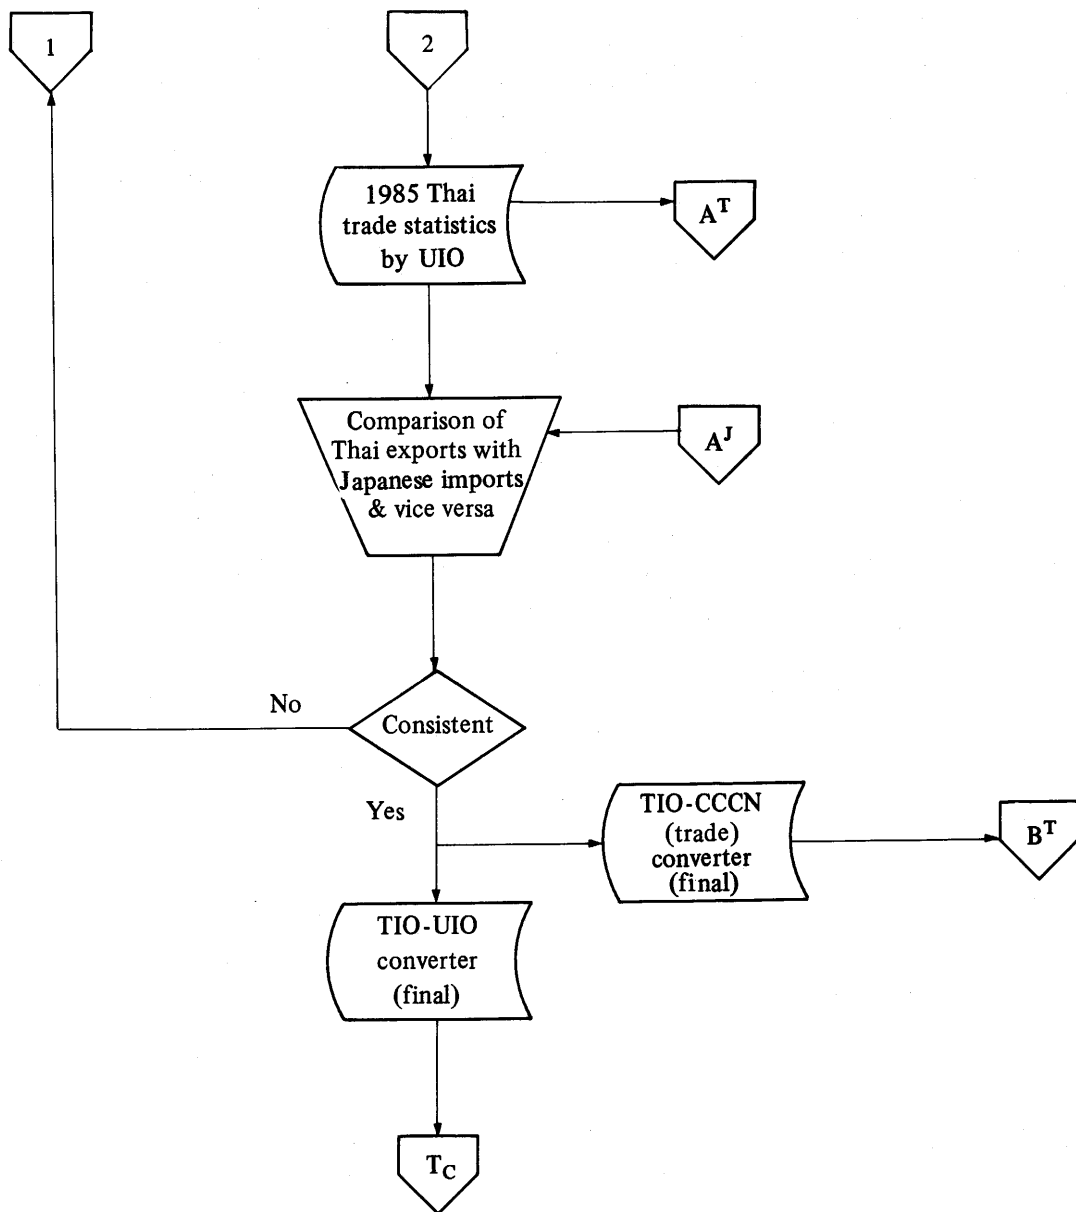 1
2
1985 Thai
trade statistics
by UIO
A^T
Comparison of
Thai exports with
Japanese imports
& vice versa
A^J
No
Consistent
Yes
TIO-CCCN
(trade)
converter
(final)
B^T
TIO-UIO
converter
(final)
T_C